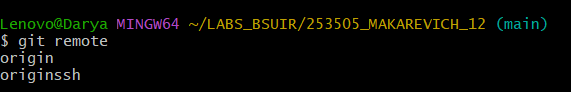 Lenovo@Darya MINGW64 ~/LABS_BSUIR/253505_MAKAREVICH_12 (main)
$ git remote
origin
originssh